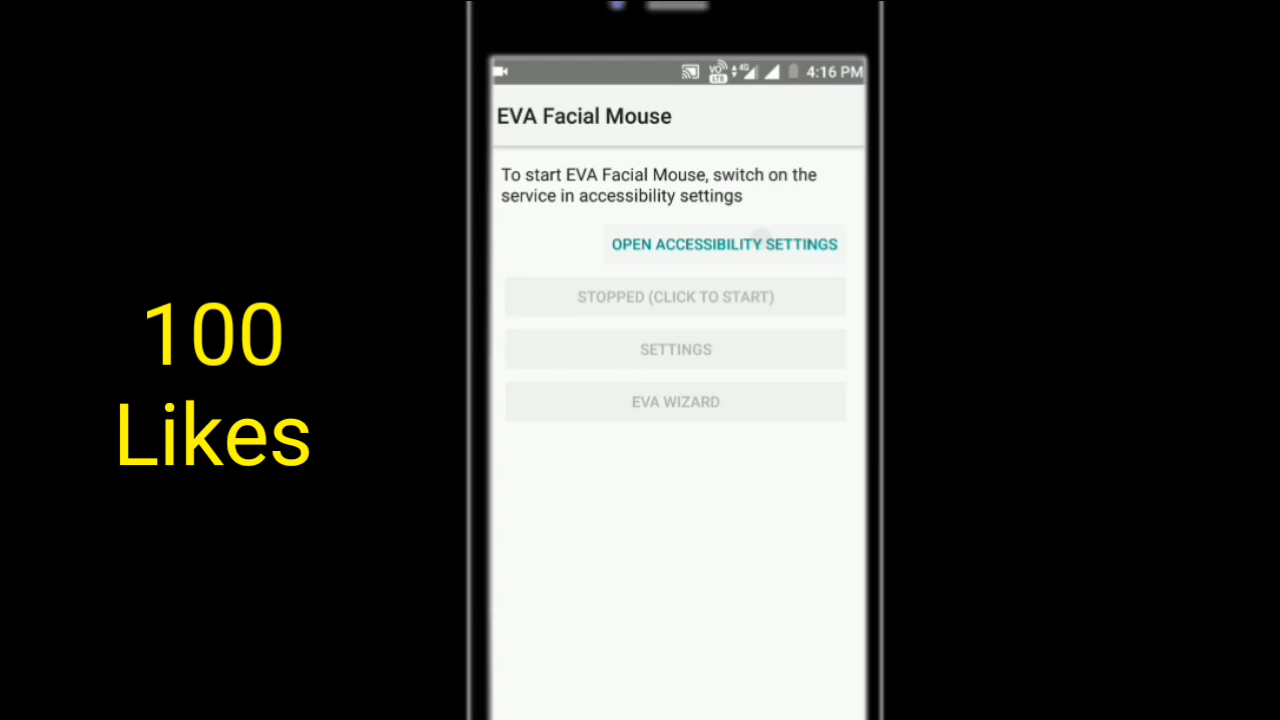 4G 4:16 PM
EVA Facial Mouse
To start EVA Facial Mouse, switch on the
service in accessibility settings
OPEN ACCESSIBILITY SETTINGS
STOPPED (CLICK TO START)
SETTINGS
EVA WIZARD
100
Likes